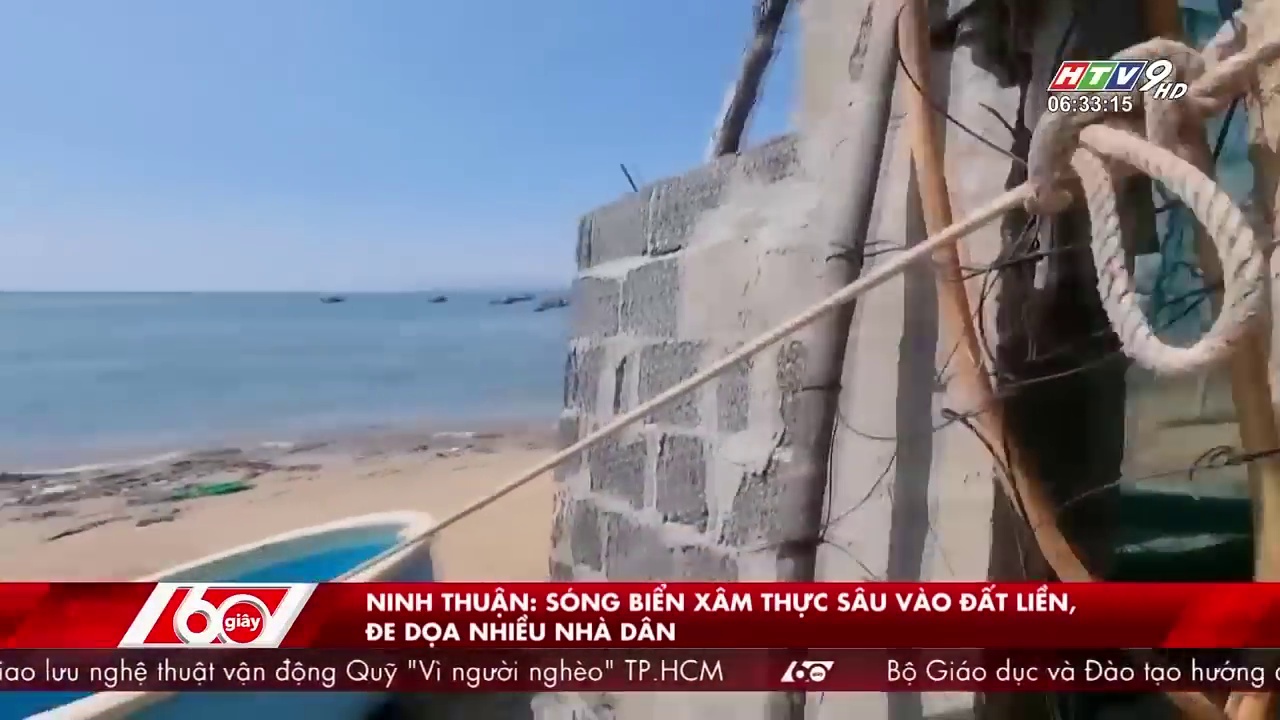 HTV9 HD
06:33:15
60 giây
NINH THUẬN: SÓNG BIỂN XÂM THỰC SÂU VÀO ĐẤT LIỀN,
ĐE DỌA NHIỀU NHÀ DÂN
iao lưu nghệ thuật vận động Quỹ "Vì người nghèo" TP.HCM 60 giây Bộ Giáo dục và Đào tạo hướng